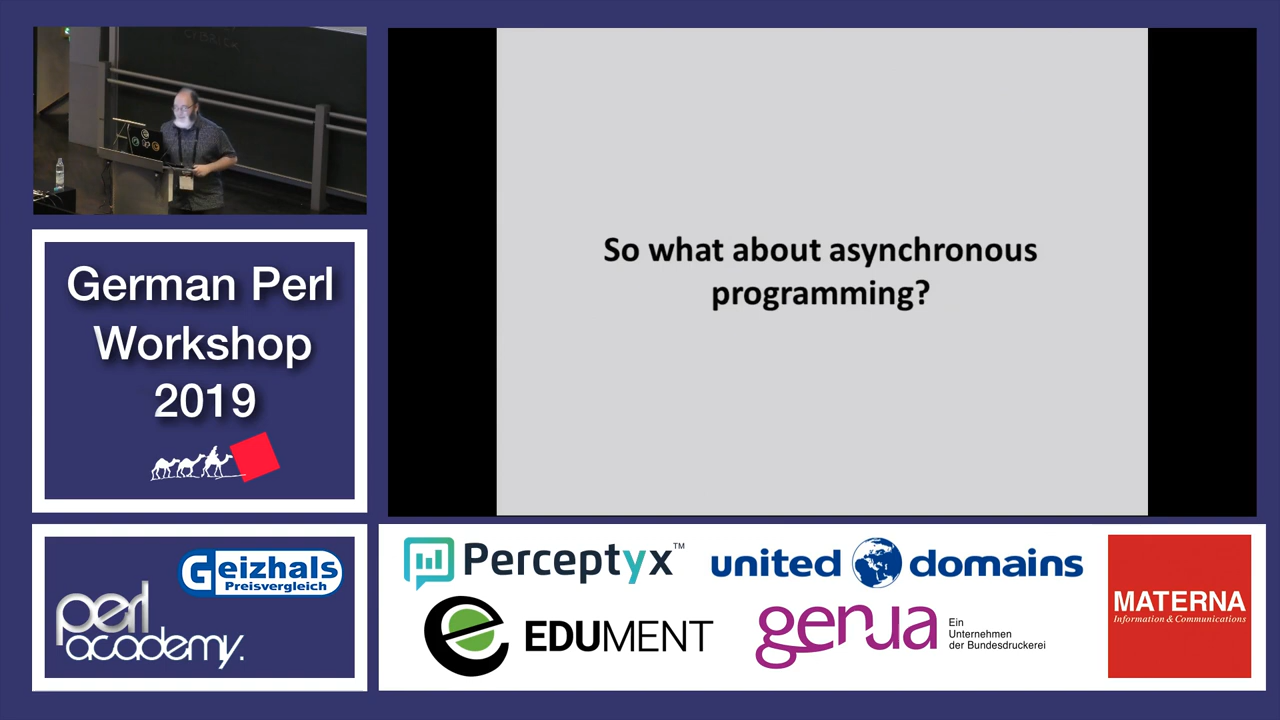 So what about asynchronous
programming?
German Perl
Workshop
2019
Geizhals
Preisvergleich
perl
academy.
Perceptyx™
united domains
EDUMENT
genua
Ein
Unternehmen
der Bundesdruckerei
MATERNA
Information & Communications